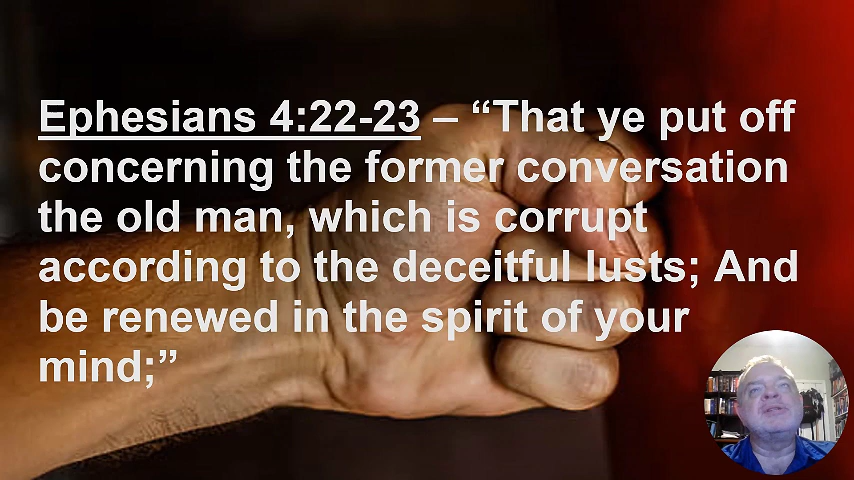 Ephesians 4:22-23 – “That ye put off
concerning the former conversation
the old man, which is corrupt
according to the deceitful lusts; And
be renewed in the spirit of your
mind;”